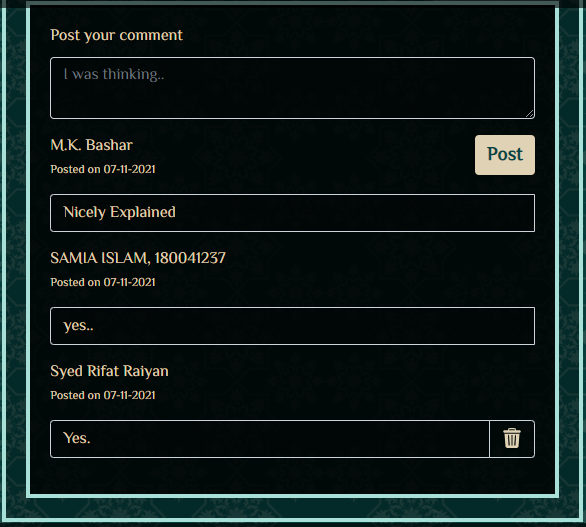 Post your comment
I was thinking..
M.K. Bashar
Post
Posted on 07-11-2021
Nicely Explained
SAMIA ISLAM, 180041237
Posted on 07-11-2021
yes..
Syed Rifat Raiyan
Posted on 07-11-2021
Yes.